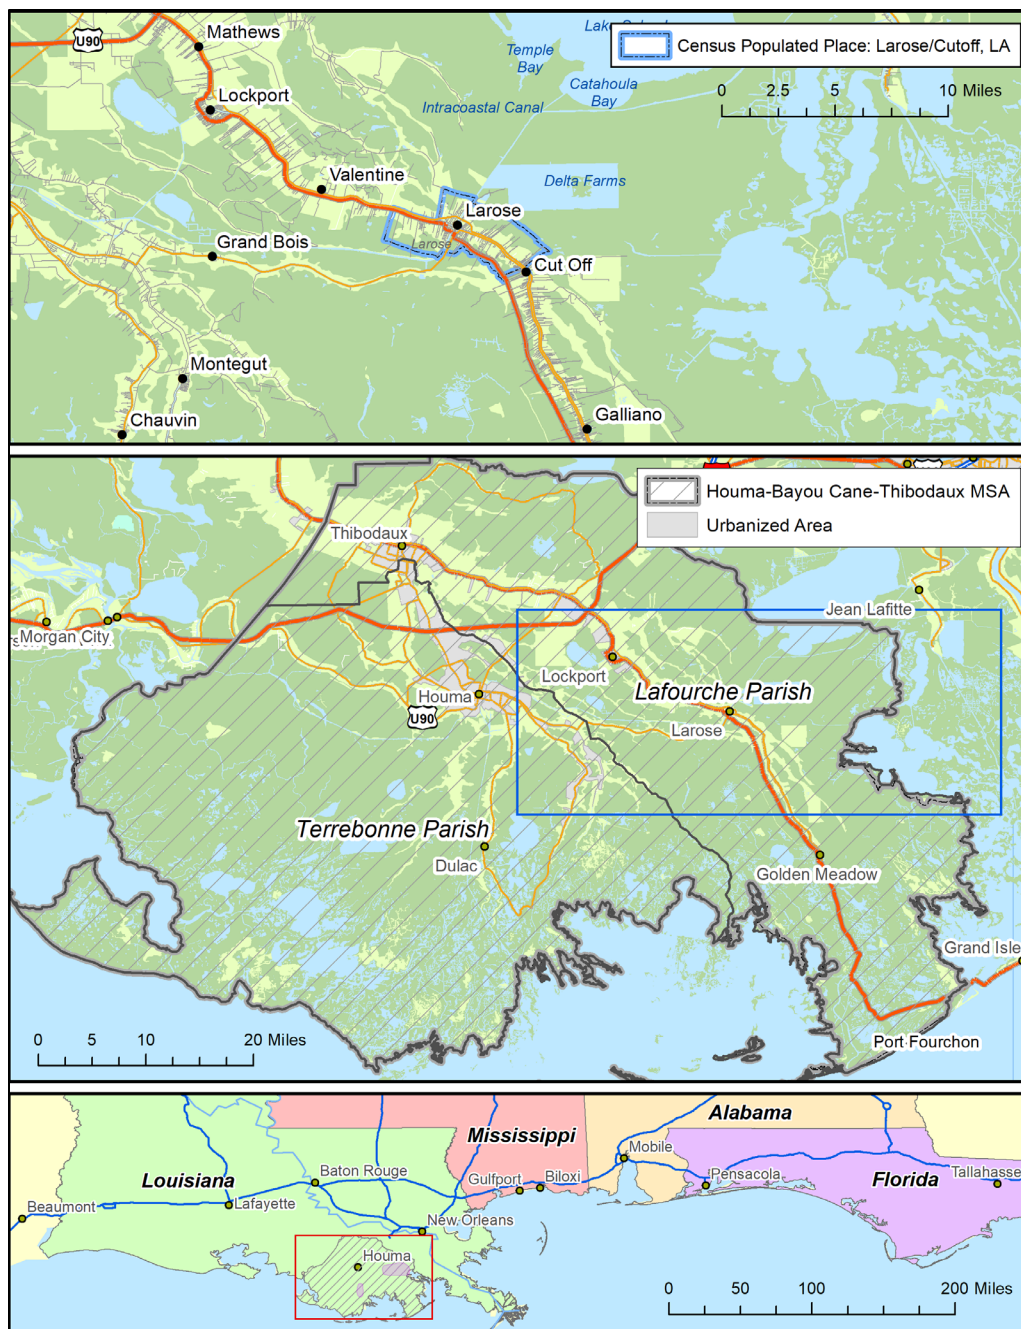 U90
Mathews
Lake
Temple
Bay
Census Populated Place: Larose/Cutoff, LA
Lockport
Intracoastal Canal
Catahoula
Bay
0 2.5 5 10 Miles
Valentine
Delta Farms
Larose
Larose
Grand Bois
Cut Off
Montegut
Chauvin
Galliano
Houma-Bayou Cane-Thibodaux MSA
Urbanized Area
Thibodaux
Jean Lafitte
Morgan City
Lockport
Lafourche Parish
Houma
U90
Larose
Terrebonne Parish
Dulac
Golden Meadow
Grand Isle
0 10 20 Miles
Port Fourchon
Alabama
Mississippi
Mobile
Louisiana
Baton Rouge
Gulfport
Biloxi
Pensacola
Florida
Tallahasse
Beaumont
Lafayette
New Orleans
Houma
0 50 100 200 Miles